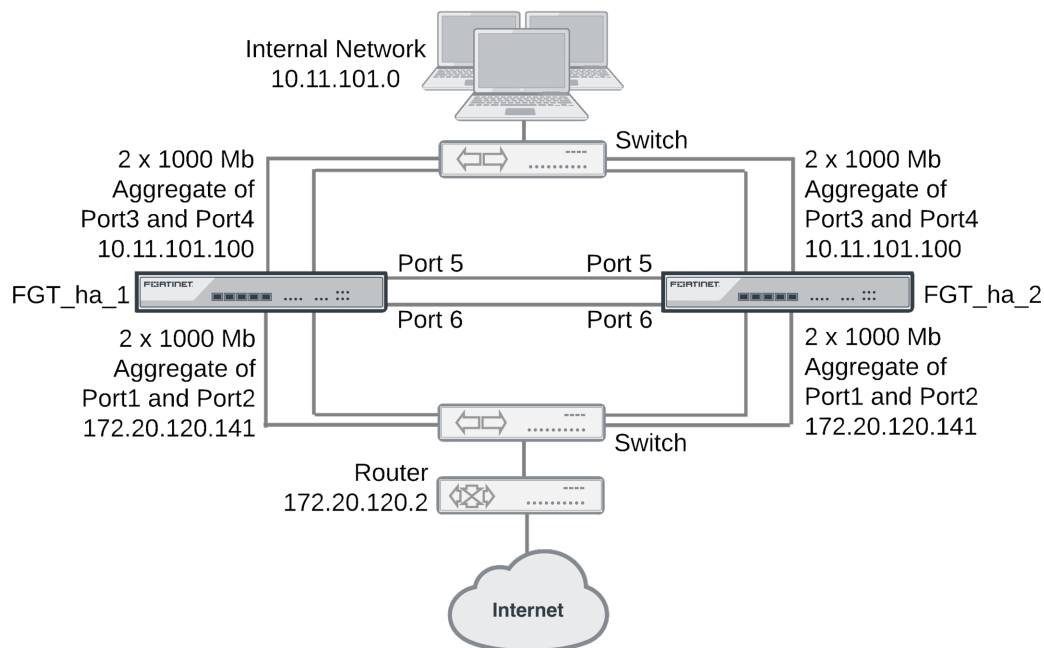 Internal Network
10.11.101.0
Switch
2 x 1000 Mb
Aggregate of
Port3 and Port4
10.11.101.100
2 x 1000 Mb
Aggregate of
Port3 and Port4
10.11.101.100
Port 5
Port 5
FORTINET
FORTINET
FGT_ha_1
FGT_ha_2
Port 6
Port 6
2 x 1000 Mb
Aggregate of
Port1 and Port2
172.20.120.141
2 x 1000 Mb
Aggregate of
Port1 and Port2
172.20.120.141
Switch
Router
172.20.120.2
Internet